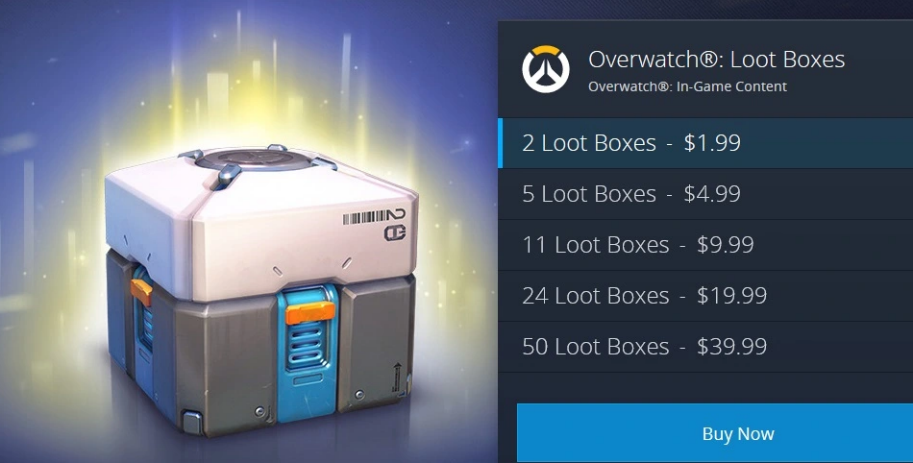 Overwatch®: Loot Boxes
Overwatch®: In-Game Content
2 Loot Boxes - $1.99
5 Loot Boxes - $4.99
11 Loot Boxes - $9.99
24 Loot Boxes - $19.99
50 Loot Boxes - $39.99
Buy Now